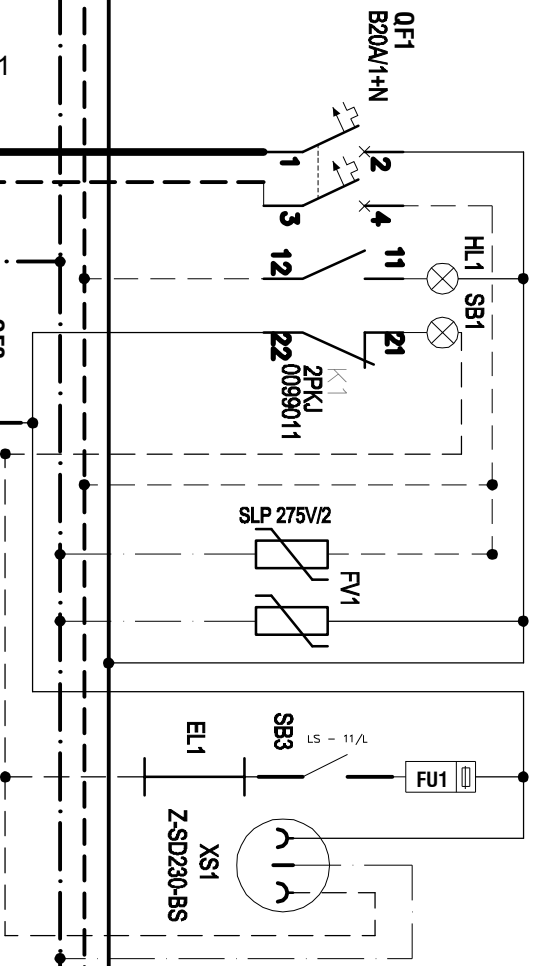 QF1
B20A/1+N
1
1
2
3
4
HL1
12
11
SB1
22
21
K1
2PKJ
0099011
SLP 275V/2
FV1
EL1
SB3
LS - 11/L
FU1
XS1
Z-SD230-BS